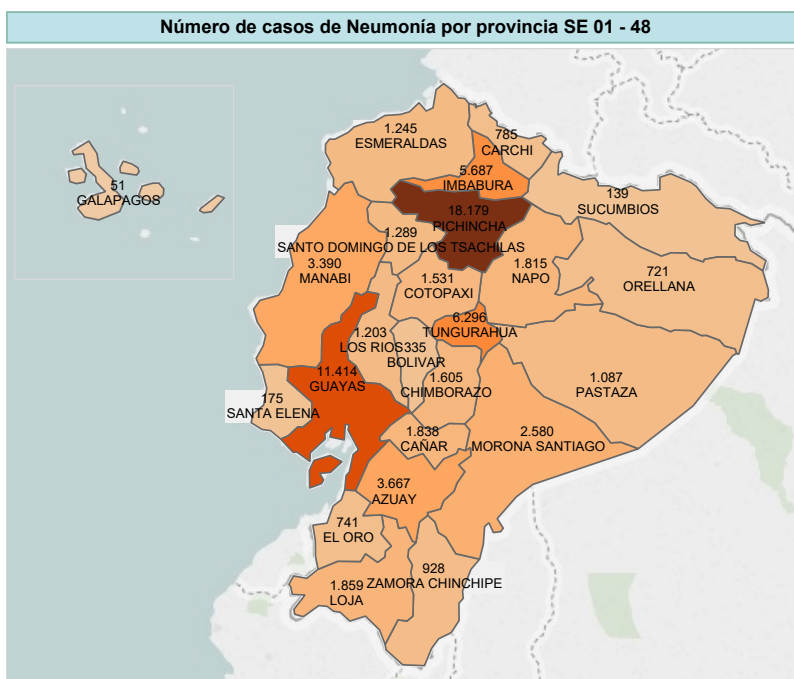 Número de casos de Neumonía por provincia SE 01 - 48
1.245
ESMERALDAS
785
CARCHI
5.687
IMBABURA
51
GALAPAGOS
139
SUCUMBIOS
18.179
PICHINCHA
1.289
SANTO DOMINGO DE LOS TSACHILAS
3.390
MANABI
1.531
COTOPAXI
1.815
NAPO
721
ORELLANA
6.296
TUNGURAHUA
1.203
LOS RIOS
335
BOLIVAR
11.414
GUAYAS
1.605
CHIMBORAZO
1.087
PASTAZA
175
SANTA ELENA
1.838
CAÑAR
2.580
MORONA SANTIAGO
3.667
AZUAY
741
EL ORO
928
ZAMORA CHINCHIPE
1.859
LOJA